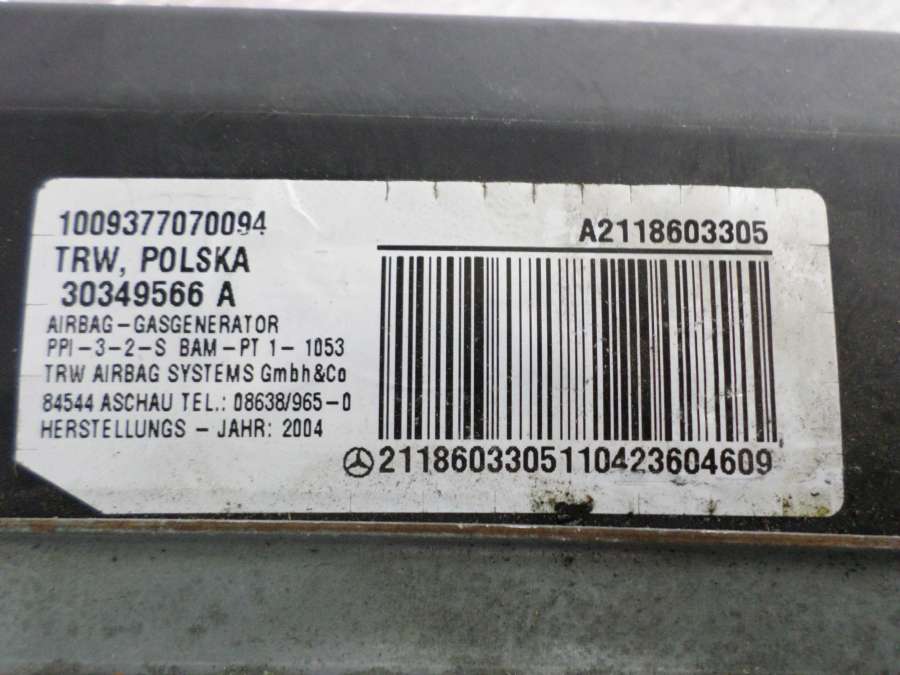 1009377070094
TRW, POLSKA
30349566 A
AIRBAG-GASGENERATOR
PPI-3-2-S BAM-PT 1-1053
TRW AIRBAG SYSTEMS Gmbh&Co
84544 ASCHAU TEL.: 08638/965-0
HERSTELLUNGS - JAHR: 2004
A2118603305
2118603305110423604609